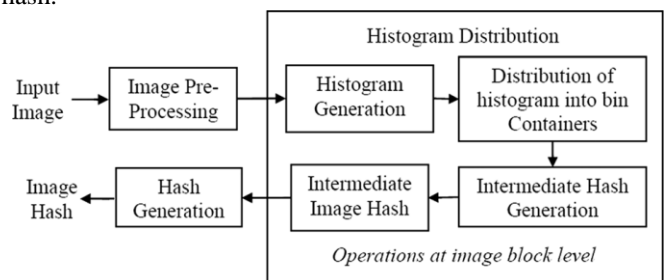 hash.
Histogram Distribution
Input
Image
Image Pre-
Processing
Histogram
Generation
Distribution of
histogram into bin
Containers
Image
Hash
Hash
Generation
Intermediate
Image Hash
Intermediate Hash
Generation
Operations at image block level